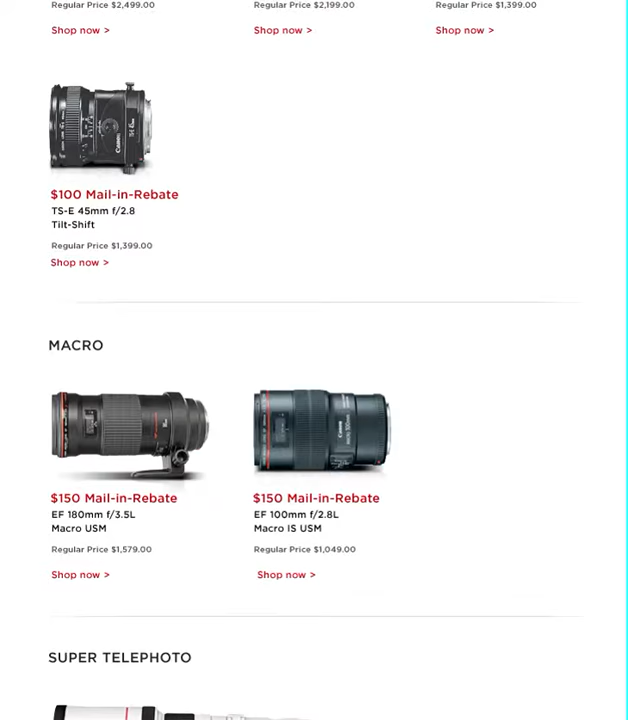 Regular Price $2,499.00
Regular Price $2,199.00
Regular Price $1,399.00
Shop now >
Shop now >
Shop now >
$100 Mail-in-Rebate
TS-E 45mm f/2.8
Tilt-Shift
Regular Price $1,399.00
Shop now >
MACRO
$150 Mail-in-Rebate
EF 180mm f/3.5L
Macro USM
Regular Price $1,579.00
Shop now >
$150 Mail-in-Rebate
EF 100mm f/2.8L
Macro IS USM
Regular Price $1,049.00
Shop now >
SUPER TELEPHOTO